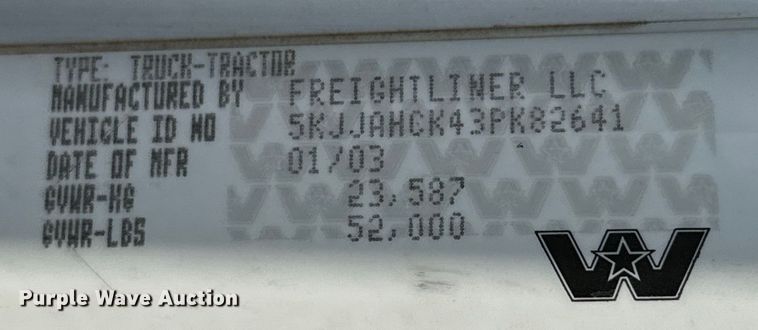 TYPE: TRUCK-TRACTOR
MANUFACTURED BY FREIGHTLINER LLC
VEHICLE ID NO 5KJJAHCK43PK82641
DATE OF MFR 01/03
GVWR-KG 23,587
GVWR-LBS 52,000
Purple Wave Auction